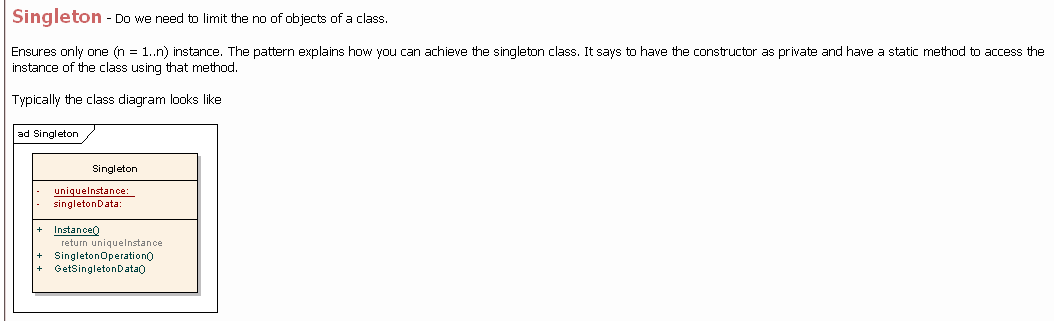 Singleton - Do we need to limit the no of objects of a class.
Ensures only one (n = 1..n) instance. The pattern explains how you can achieve the singleton class. It says to have the constructor as private and have a static method to access the
instance of the class using that method.
Typically the class diagram looks like
ad Singleton
Singleton
- uniqueInstance:
- singletonData:
+ Instance()
return uniqueInstance
+ SingletonOperation()
+ GetSingletonData()